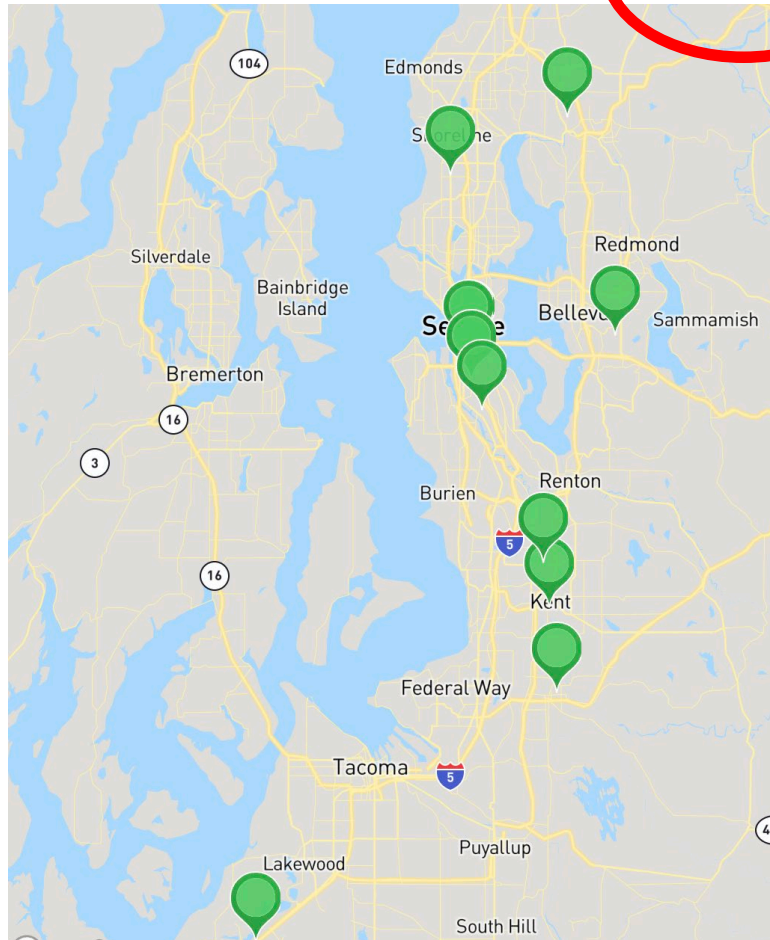 104
Edmonds
Silverdale
Redmond
Bainbridge
Island
Sammamish
Bremerton
16
3
Burien
Renton
5
16
Kent
Federal Way
Tacoma
5
Puyallup
Lakewood
South Hill